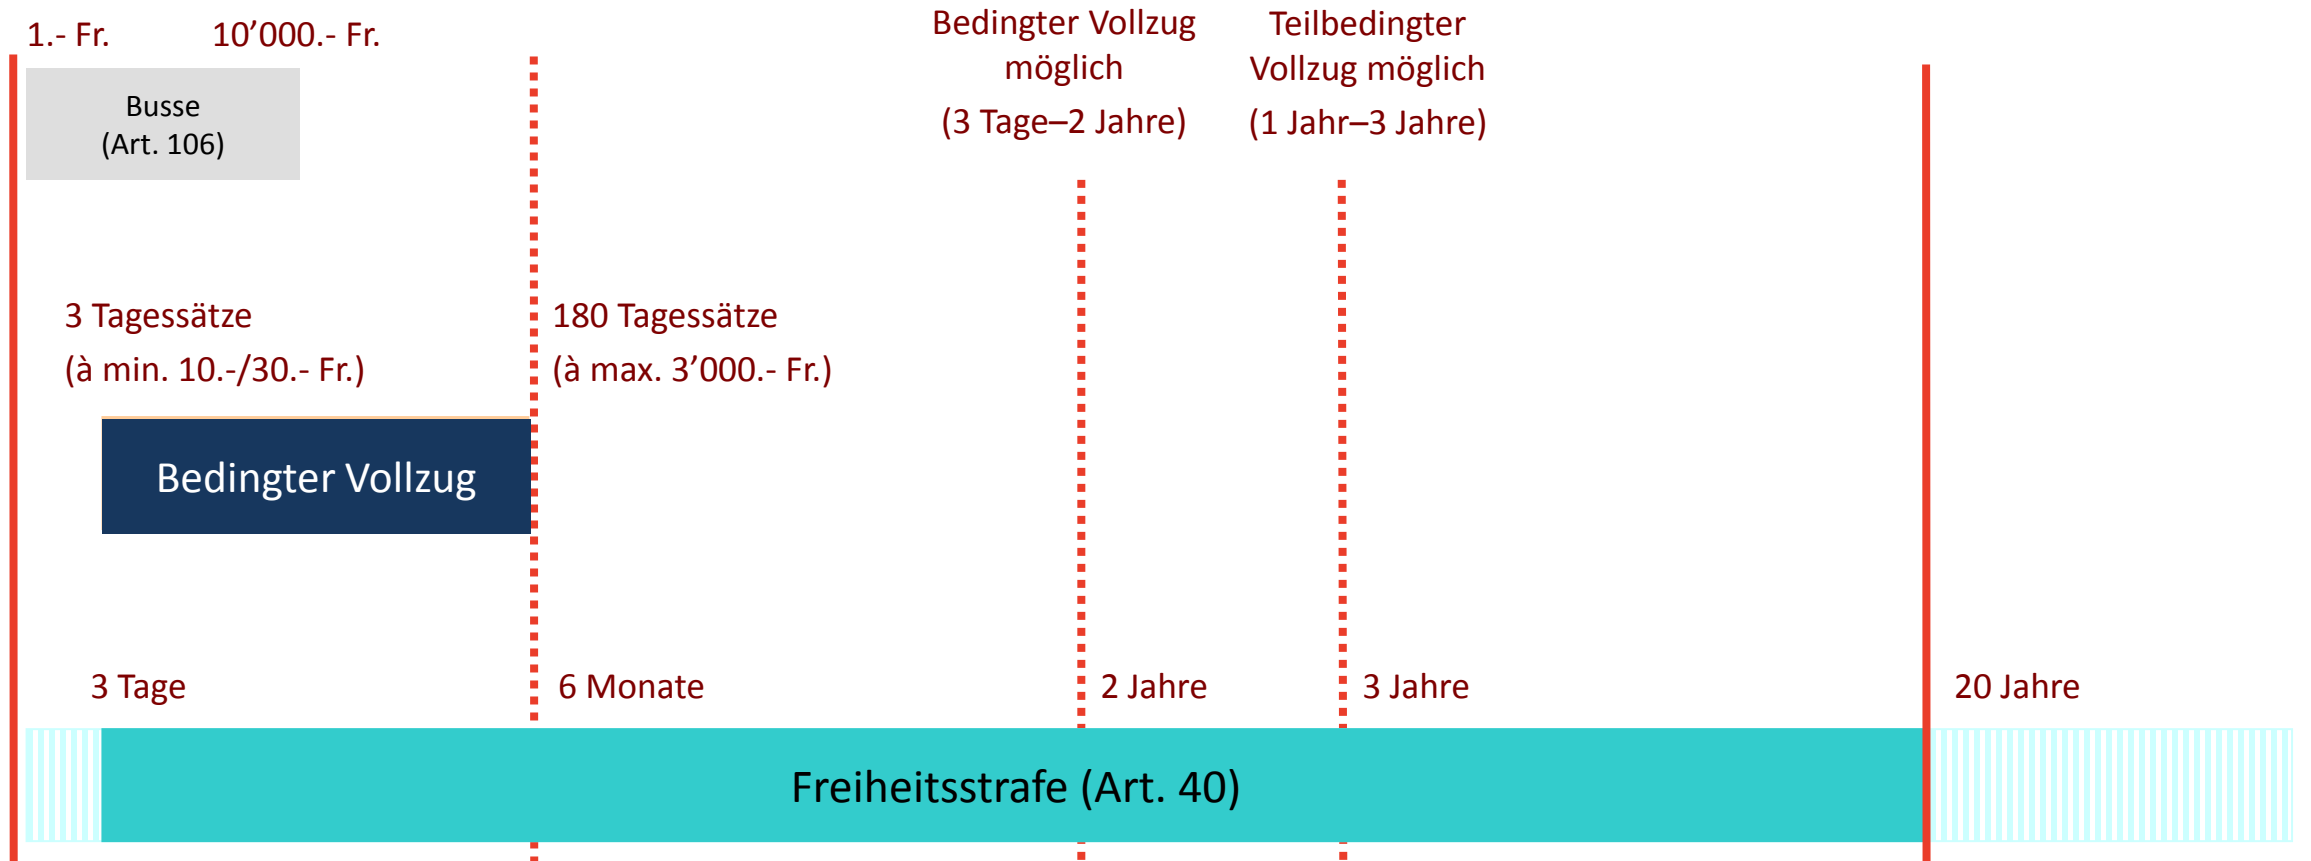 1.- Fr.
10’000.- Fr.
Busse
(Art. 106)
Bedingter Vollzug
möglich
(3 Tage–2 Jahre)
Teilbedingter
Vollzug möglich
(1 Jahr–3 Jahre)
3 Tagessätze
(à min. 10.-/30.- Fr.)
180 Tagessätze
(à max. 3’000.- Fr.)
Bedingter Vollzug
3 Tage
6 Monate
2 Jahre
3 Jahre
20 Jahre
Freiheitsstrafe (Art. 40)